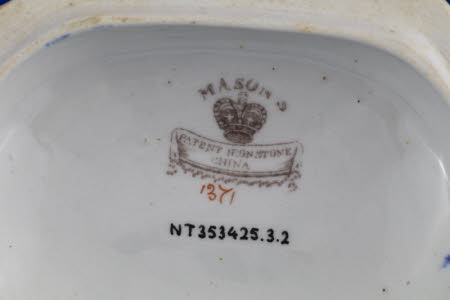 MASON'S
PATENT IRONSTONE
CHINA
1371
NT353425.3.2